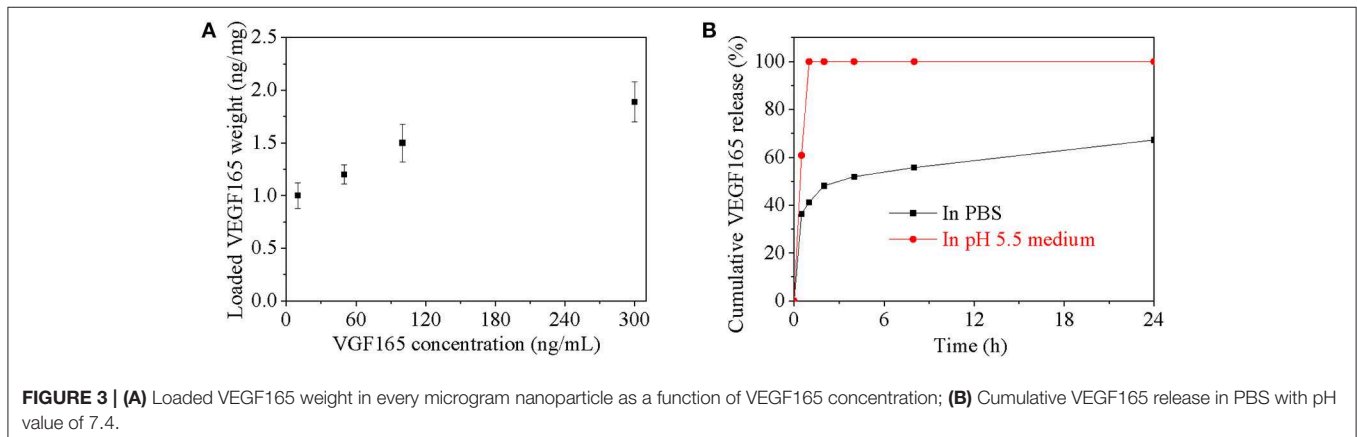 A
Loaded VEGF165 weight (ng/mg)
2.5
2.0
1.5
1.0
0.5
0.0
0 60 120 180 240 300
VGF165 concentration (ng/mL)
B
Cumulative VEGF165 release (%)
100
80
60
40
20
0
In PBS
In pH 5.5 medium
0 6 12 18 24
Time (h)
FIGURE 3 | (A) Loaded VEGF165 weight in every microgram nanoparticle as a function of VEGF165 concentration; (B) Cumulative VEGF165 release in PBS with pH
value of 7.4.